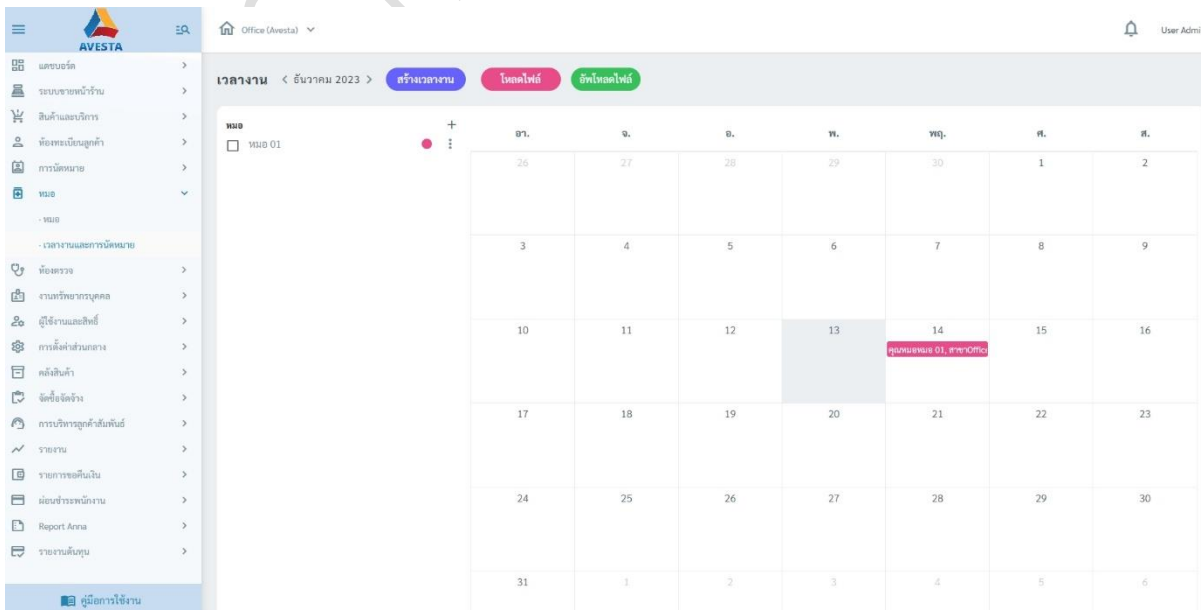 AVESTA
Office (Avesta)
User Admi
แดชบอร์ด
ระบบขายหน้าร้าน
สินค้าและบริการ
ห้องทะเบียนลูกค้า
การนัดหมาย
หมอ
· หมอ
· เวลางานและการนัดหมาย
ห้องตรวจ
งานทรัพยากรบุคคล
ผู้ใช้งานและสิทธิ์
การตั้งค่าส่วนกลาง
คลังสินค้า
จัดซื้อจัดจ้าง
การบริหารลูกค้าสัมพันธ์
รายงาน
รายการขอคืนเงิน
ผ่อนชำระพนักงาน
Report Anna
รายงานต้นทุน
คู่มือการใช้งาน
เวลางาน < ธันวาคม 2023 > สร้างเวลางาน โหลดไฟล์ อัพโหลดไฟล์
หมอ +
หมอ 01
อา. จ. อ. พ. พฤ. ศ. ส.
26 27 28 29 30 1 2
3 4 5 6 7 8 9
10 11 12 13 14 15 16
คุณหมอหมอ 01, สาขาOffice
17 18 19 20 21 22 23
24 25 26 27 28 29 30
31 1 2 3 4 5 6